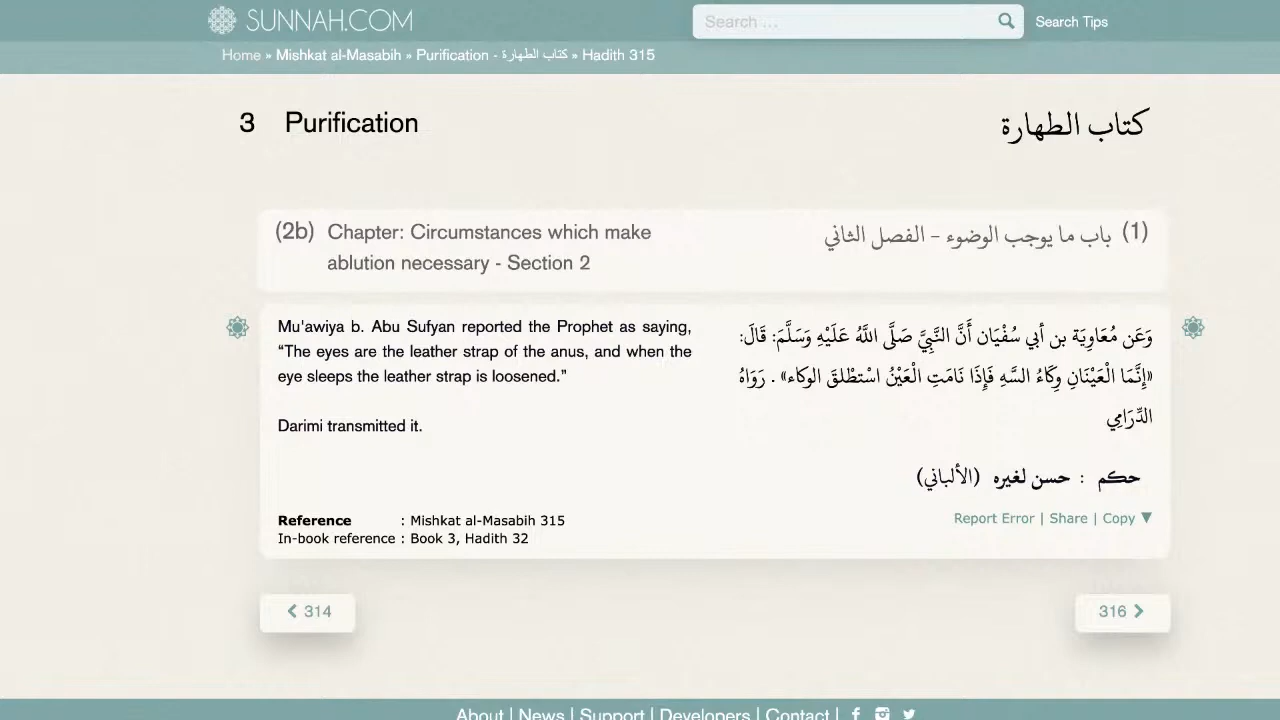 SUNNAH.COM
Search ...
Search Tips
Home » Mishkat al-Masabih » Purification - كتاب الطهارة » Hadith 315
3 Purification
كتاب الطهارة
(2b) Chapter: Circumstances which make
ablution necessary - Section 2
(1) باب ما يوجب الوضوء - الفصل الثاني
Mu'awiya b. Abu Sufyan reported the Prophet as saying,
“The eyes are the leather strap of the anus, and when the
eye sleeps the leather strap is loosened.”
Darimi transmitted it.
وَعَن مُعَاوِيَة بن أبي سُفْيَان أَنَّ النَّبِيَّ صَلَّى اللَّهُ عَلَيْهِ وَسَلَّمَ: قَالَ:
«إِنَّمَا الْعَيْنَانِ وِكَاءُ السَّهِ فَإِذَا نَامَتِ الْعَيْنُ اسْتطْلقَ الوكاء» . رَوَاهُ
الدَّرَامِي
حكم : حسن لغيره (الألباني)
Reference : Mishkat al-Masabih 315
In-book reference : Book 3, Hadith 32
Report Error | Share | Copy ▼
314
316
About | News | Support | Developers | Contact |